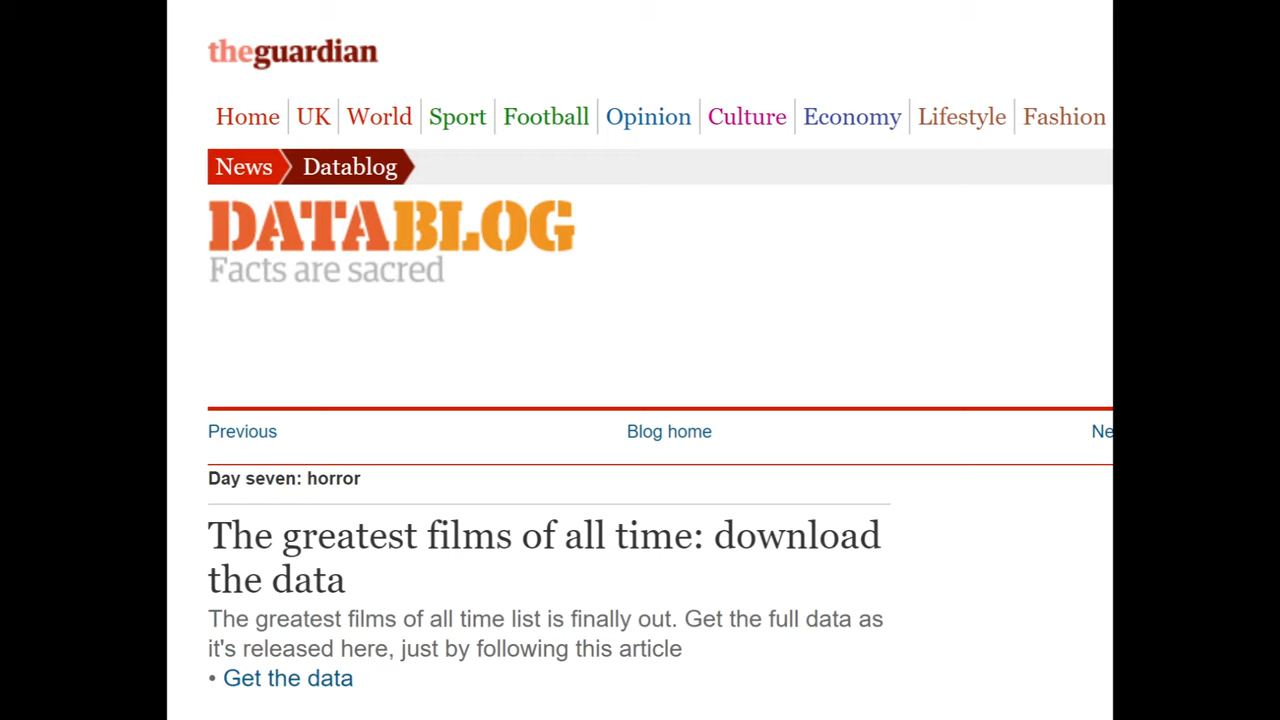 theguardian
Home UK World Sport Football Opinion Culture Economy Lifestyle Fashion
News Datablog
DATABLOG
Facts are sacred
Previous Blog home Ne
Day seven: horror
The greatest films of all time: download
the data
The greatest films of all time list is finally out. Get the full data as
it's released here, just by following this article
• Get the data